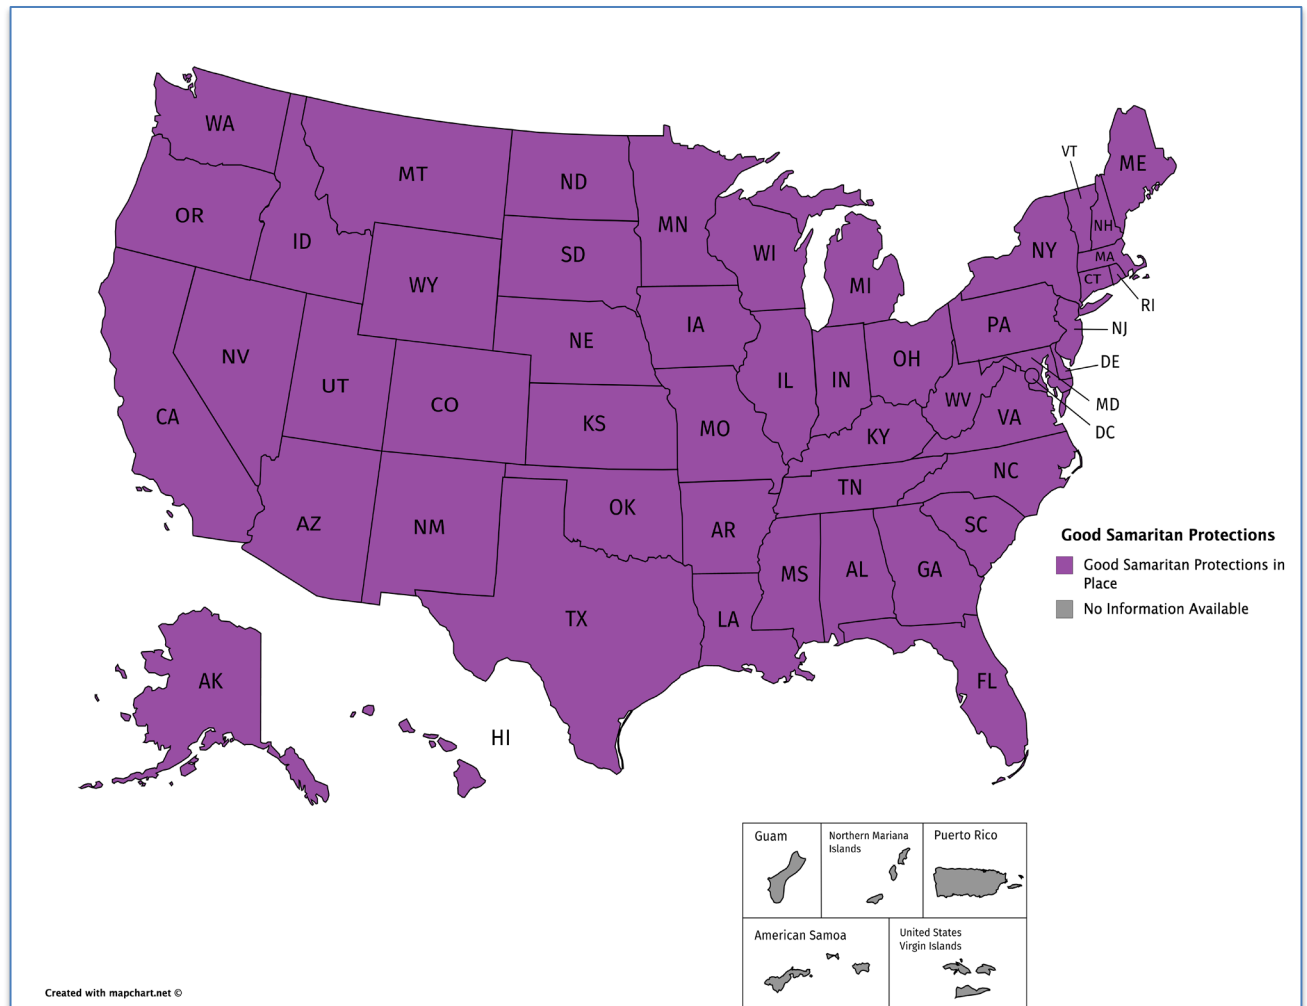 WA
MT
ND
MN
VT
ME
OR
ID
SD
WI
NH
NY
MA
WY
MI
CT
RI
IA
PA
NJ
NE
NV
OH
DE
UT
IL
IN
CO
WV
MD
CA
KS
MO
VA
DC
KY
NC
TN
OK
AZ
NM
AR
SC
MS
AL
GA
TX
LA
AK
FL
HI
Good Samaritan Protections
Good Samaritan Protections in
Place
No Information Available
Guam
Northern Mariana
Islands
Puerto Rico
American Samoa
United States
Virgin Islands
Created with mapchart.net ©